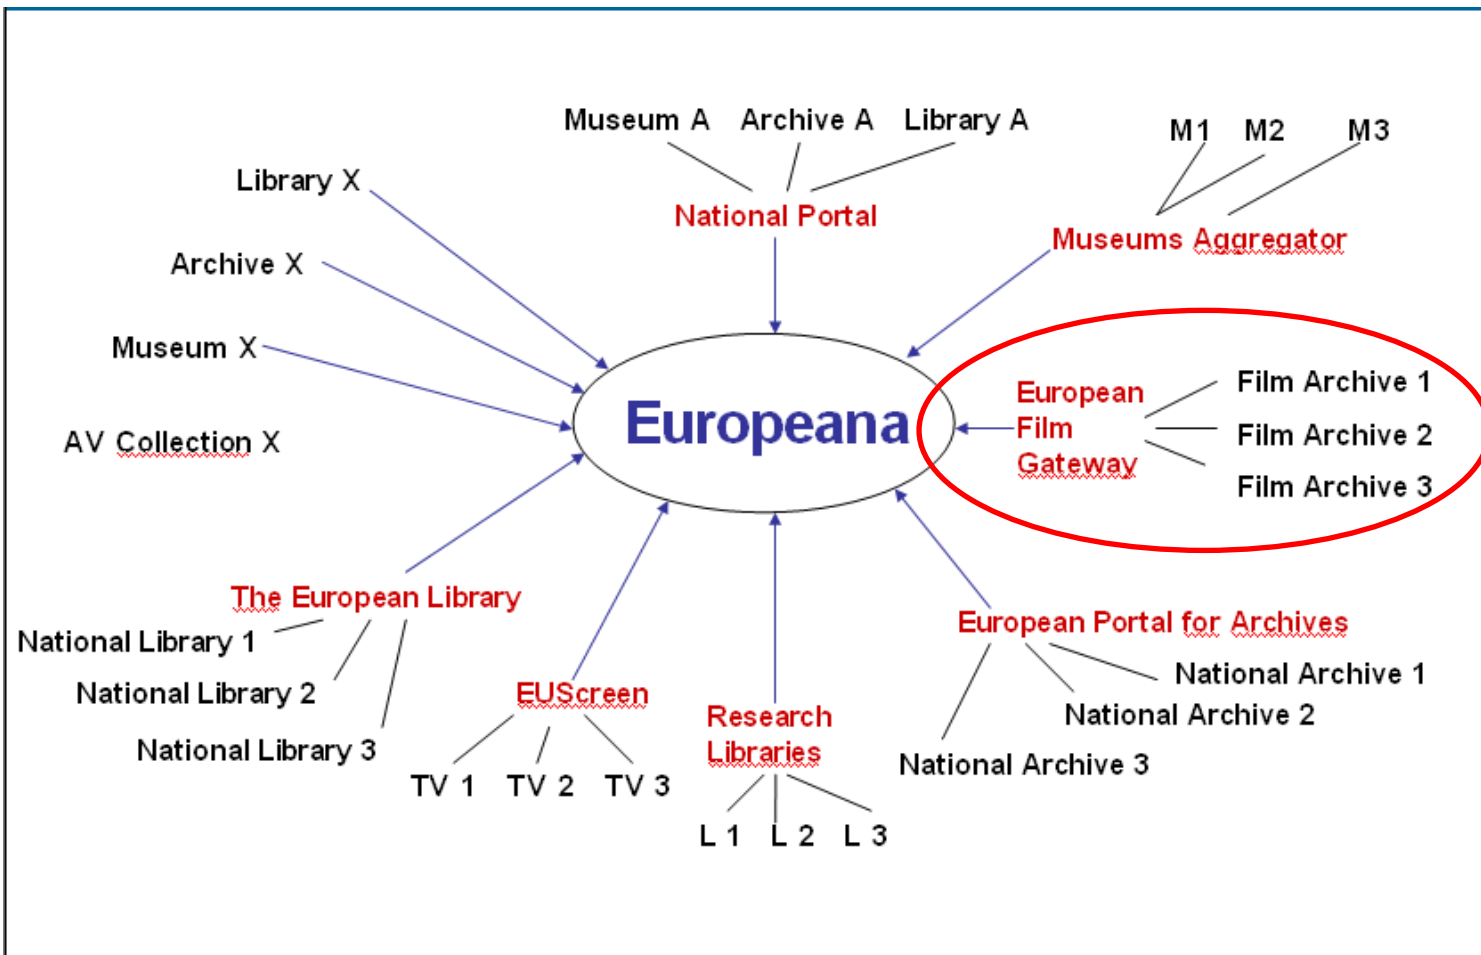 Museum A Archive A Library A
M1 M2 M3
Library X
National Portal
Museums Aggregator
Archive X
Museum X
AV Collection X
Europeana
European
Film
Gateway
Film Archive 1
Film Archive 2
Film Archive 3
The European Library
National Library 1
National Library 2
National Library 3
EUScreen
TV 1 TV 2 TV 3
Research
Libraries
L 1 L 2 L 3
European Portal for Archives
National Archive 1
National Archive 2
National Archive 3